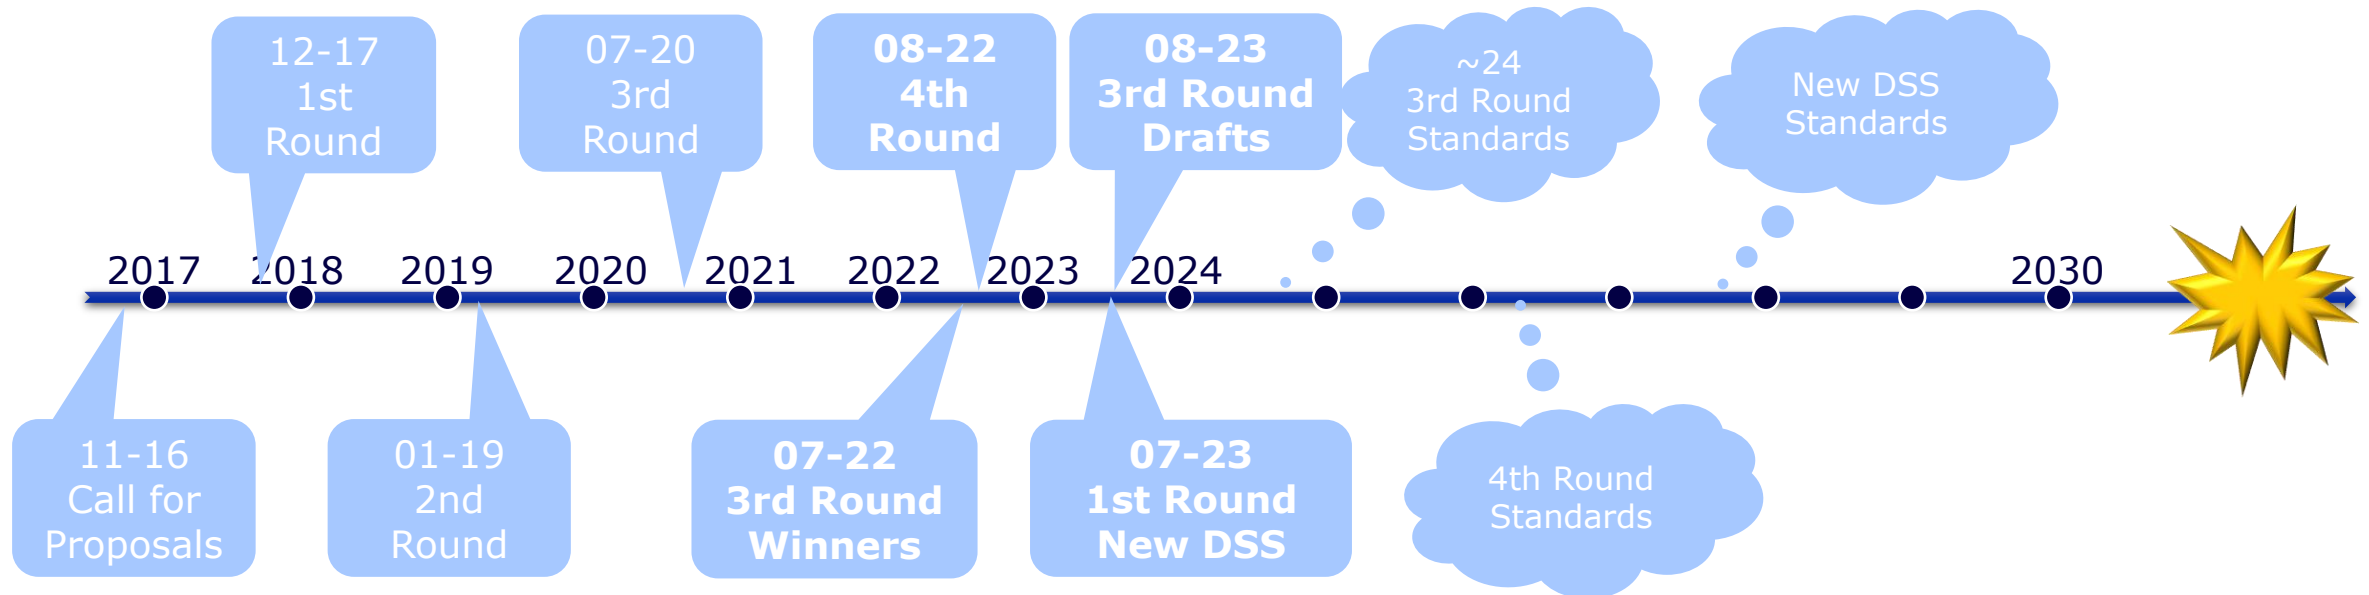 12-17
1st
Round
07-20
3rd
Round
08-22
4th
Round
08-23
3rd Round
Drafts
~24
3rd Round
Standards
New DSS
Standards
2017
2018
2019
2020
2021
2022
2023
2024
2030
11-16
Call for
Proposals
01-19
2nd
Round
07-22
3rd Round
Winners
07-23
1st Round
New DSS
4th Round
Standards